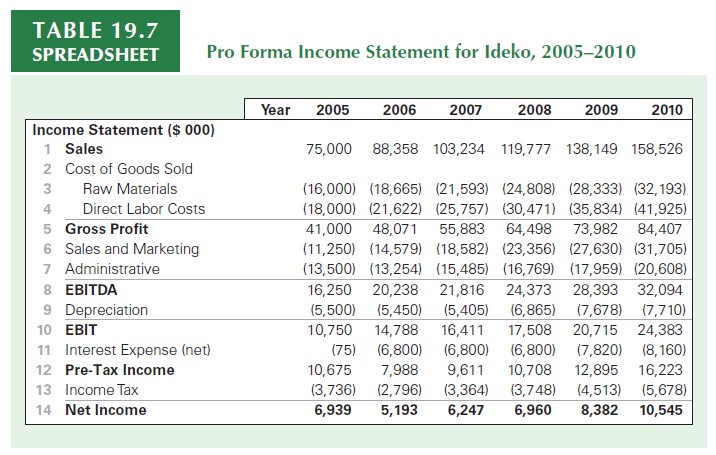 TABLE 19.7
SPREADSHEET
Pro Forma Income Statement for Ideko, 2005–2010
Year 2005 2006 2007 2008 2009 2010
Income Statement ($ 000)
1 Sales 75,000 88,358 103,234 119,777 138,149 158,526
2 Cost of Goods Sold
3 Raw Materials (16,000) (18,665) (21,593) (24,808) (28,333) (32,193)
4 Direct Labor Costs (18,000) (21,622) (25,757) (30,471) (35,834) (41,925)
5 Gross Profit 41,000 48,071 55,883 64,498 73,982 84,407
6 Sales and Marketing (11,250) (14,579) (18,582) (23,356) (27,630) (31,705)
7 Administrative (13,500) (13,254) (15,485) (16,769) (17,959) (20,608)
8 EBITDA 16,250 20,238 21,816 24,373 28,393 32,094
9 Depreciation (5,500) (5,450) (5,405) (6,865) (7,678) (7,710)
10 EBIT 10,750 14,788 16,411 17,508 20,715 24,383
11 Interest Expense (net) (75) (6,800) (6,800) (6,800) (7,820) (8,160)
12 Pre-Tax Income 10,675 7,988 9,611 10,708 12,895 16,223
13 Income Tax (3,736) (2,796) (3,364) (3,748) (4,513) (5,678)
14 Net Income 6,939 5,193 6,247 6,960 8,382 10,545